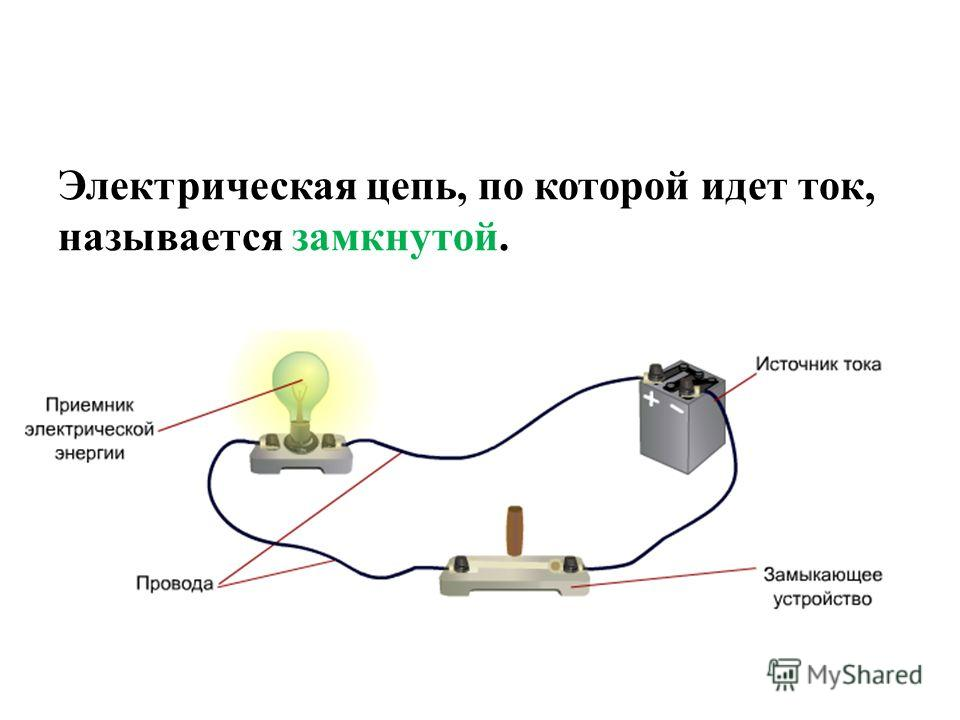 Электрическая цепь, по которой идет ток,
называется замкнутой.
Источник тока
Приемник
электрической
энергии
+ -
Провода
Замыкающее
устройство
MyShared